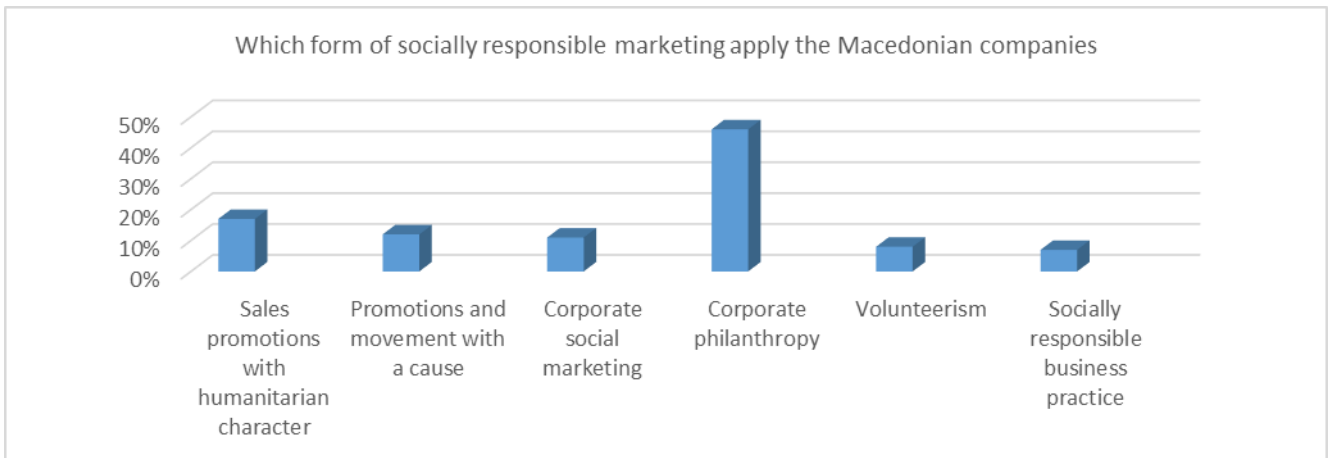 Which form of socially responsible marketing apply the Macedonian companies
50%
40%
30%
20%
10%
0%
Sales
promotions
with
humanitarian
character
Promotions and
movement with
a cause
Corporate
social
marketing
Corporate
philanthropy
Volunteerism
Socially
responsible
business
practice